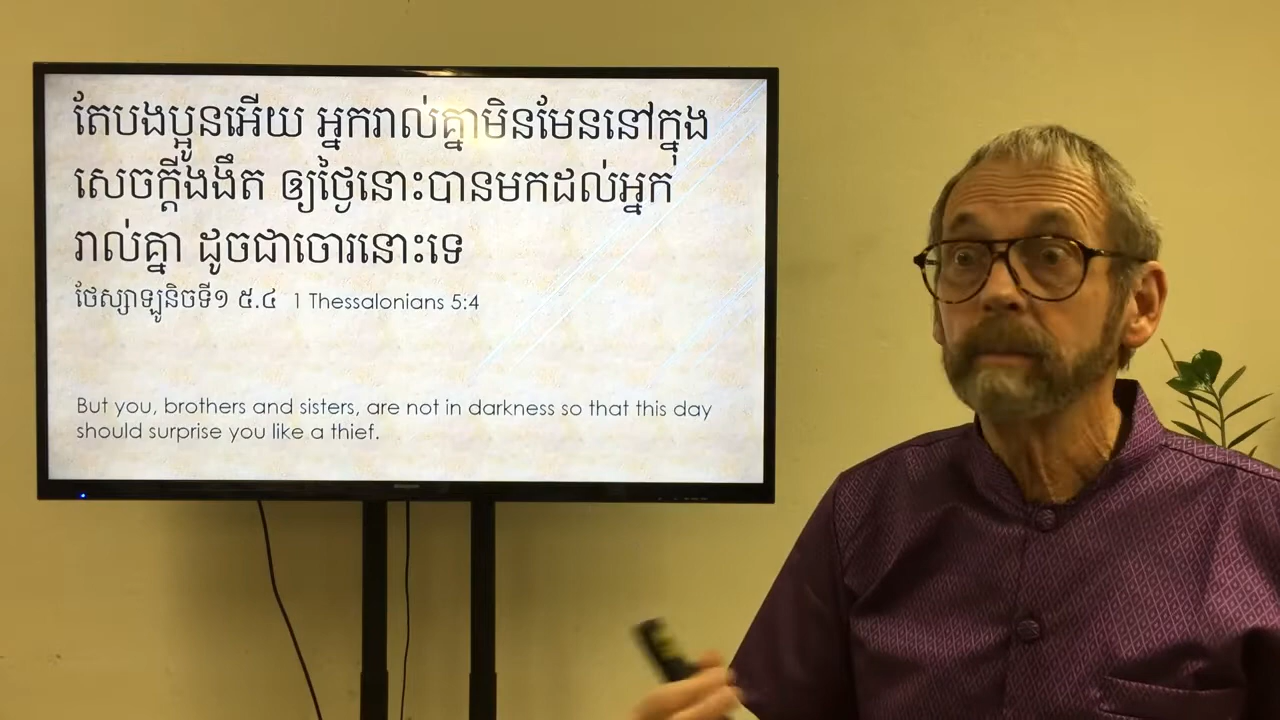 តែបងប្អូនអើយ អ្នករាល់គ្នាមិនមែននៅក្នុង
សេចក្តីងងឹត ឲ្យថ្ងៃនោះបានមកដល់អ្នក
រាល់គ្នា ដូចជាចោរនោះទេ
ថែស្សាឡូនិចទី១ ៥.៤ 1 Thessalonians 5:4
But you, brothers and sisters, are not in darkness so that this day
should surprise you like a thief.